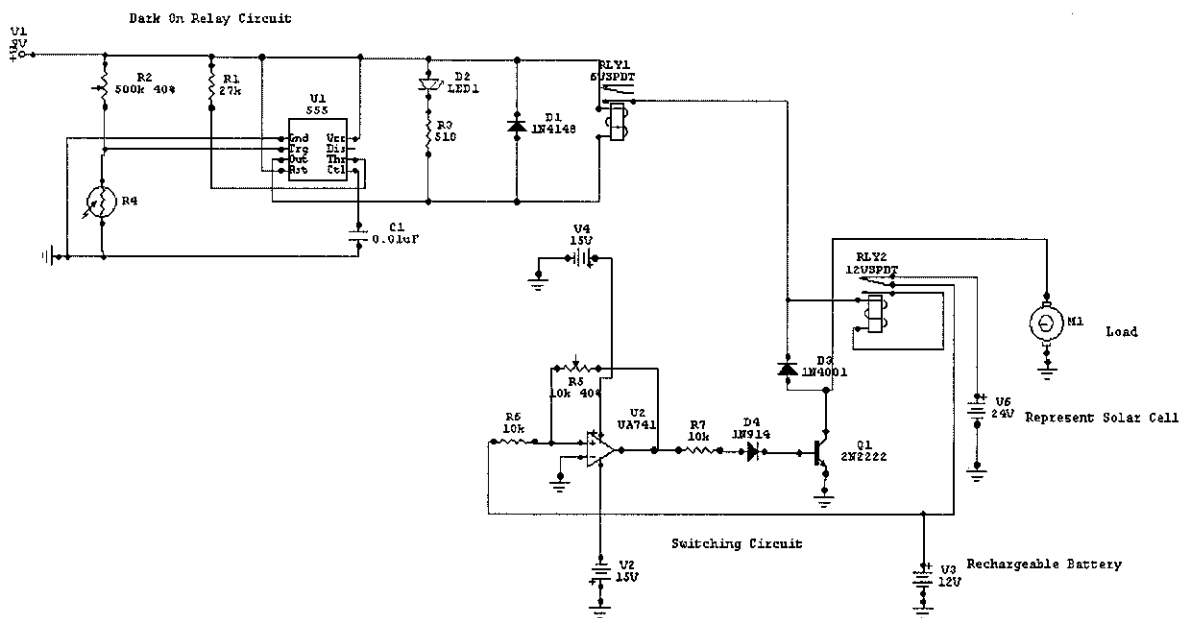 Dark On Relay Circuit
V1
9V
+V
R2
500k 40%
R1
27k
U1
555
Gnd
Trg
Out
Rst
Vcc
Dis
Thr
Ctl
D2
LED1
R3
510
D1
1N4148
RLY1
6VSPDT
R4
C1
0.01uF
V4
15V
+
RLY2
12VSPDT
M1
Load
D3
1N4001
R5
10k 40%
V6
24V
+
Represent Solar Cell
R6
10k
U2
UA741
R7
10k
D4
1N914
Q1
2N2222
Switching Circuit
V2
15V
+
V3
12V
+
Rechargeable Battery